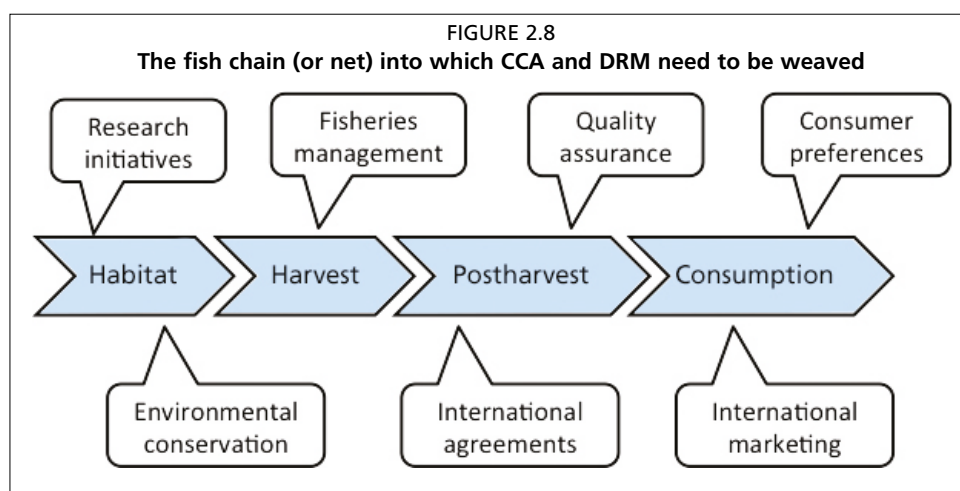 FIGURE 2.8
The fish chain (or net) into which CCA and DRM need to be weaved
Research
initiatives
Fisheries
management
Quality
assurance
Consumer
preferences
Habitat
Harvest
Postharvest
Consumption
Environmental
conservation
International
agreements
International
marketing